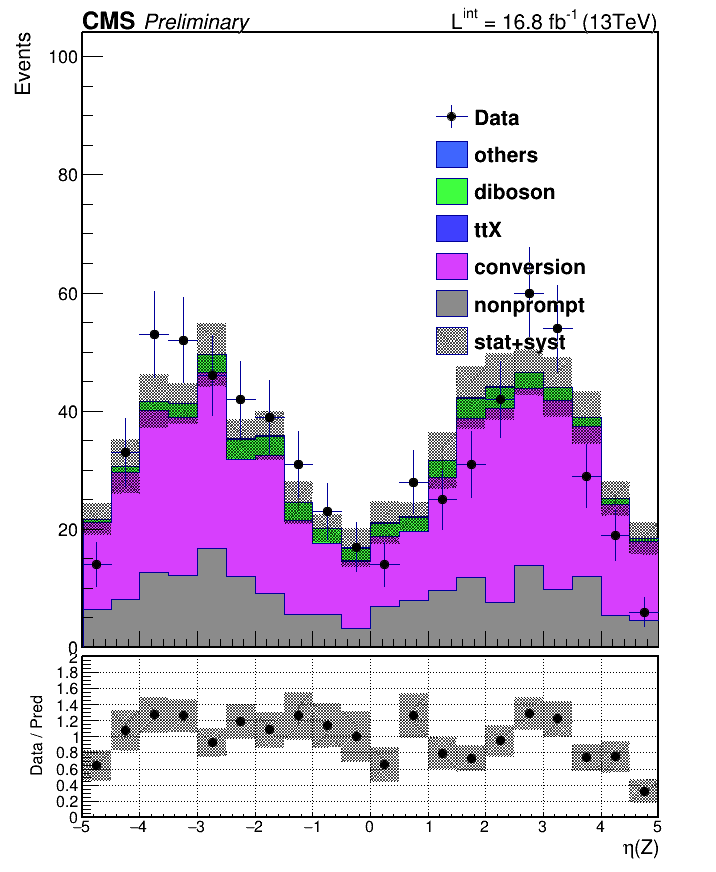 CMS Preliminary L^int = 16.8 fb^-1 (13TeV)
Events
100
80
60
40
20
0
Data
others
diboson
ttX
conversion
nonprompt
stat+syst
Data / Pred
2
1.8
1.6
1.4
1.2
1
0.8
0.6
0.4
0.2
0
−5 −4 −3 −2 −1 0 1 2 3 4 5
η(Z)